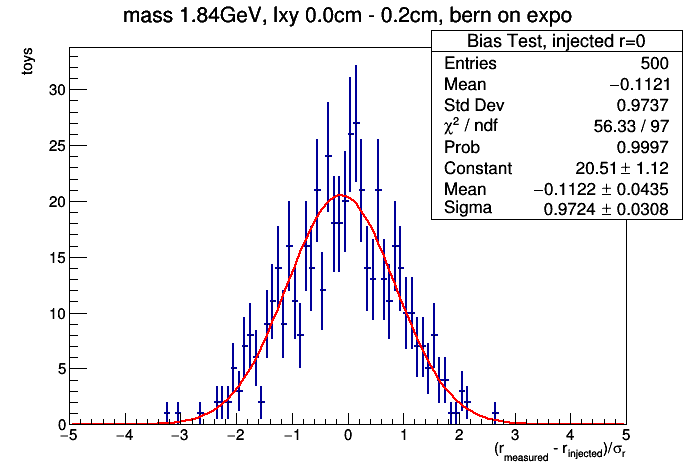 mass 1.84GeV, lxy 0.0cm - 0.2cm, bern on expo
Bias Test, injected r=0
Entries 500
Mean −0.1121
Std Dev 0.9737
χ² / ndf 56.33 / 97
Prob 0.9997
Constant 20.51 ± 1.12
Mean −0.1122 ± 0.0435
Sigma 0.9724 ± 0.0308
toys
30
25
20
15
10
5
0
−5 −4 −3 −2 −1 0 1 2 3 4 5
(r_measured - r_injected)/σ_r